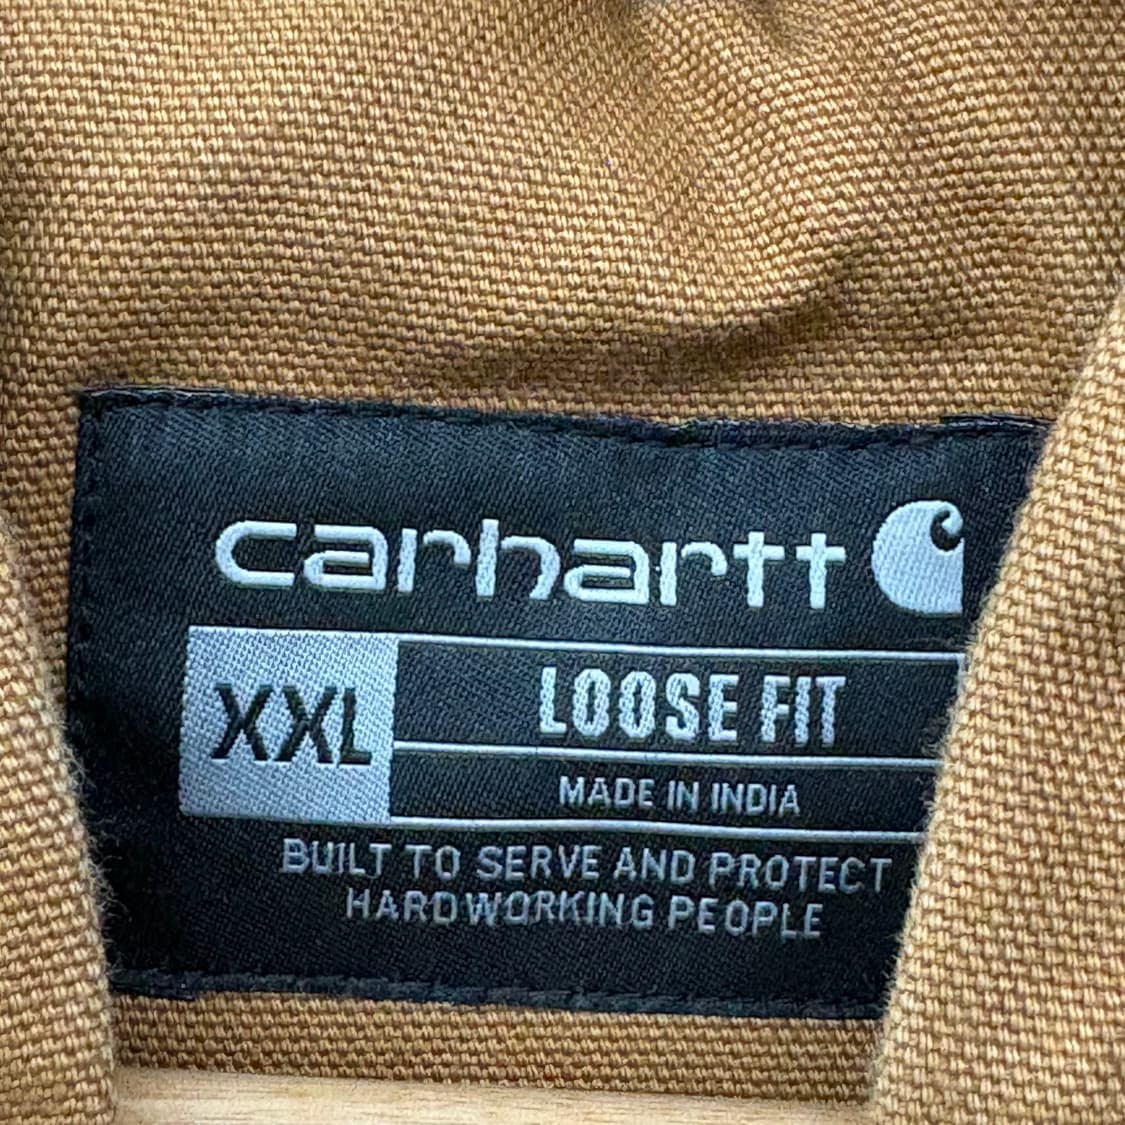 carhartt
XXL
LOOSE FIT
MADE IN INDIA
BUILT TO SERVE AND PROTECT
HARDWORKING PEOPLE